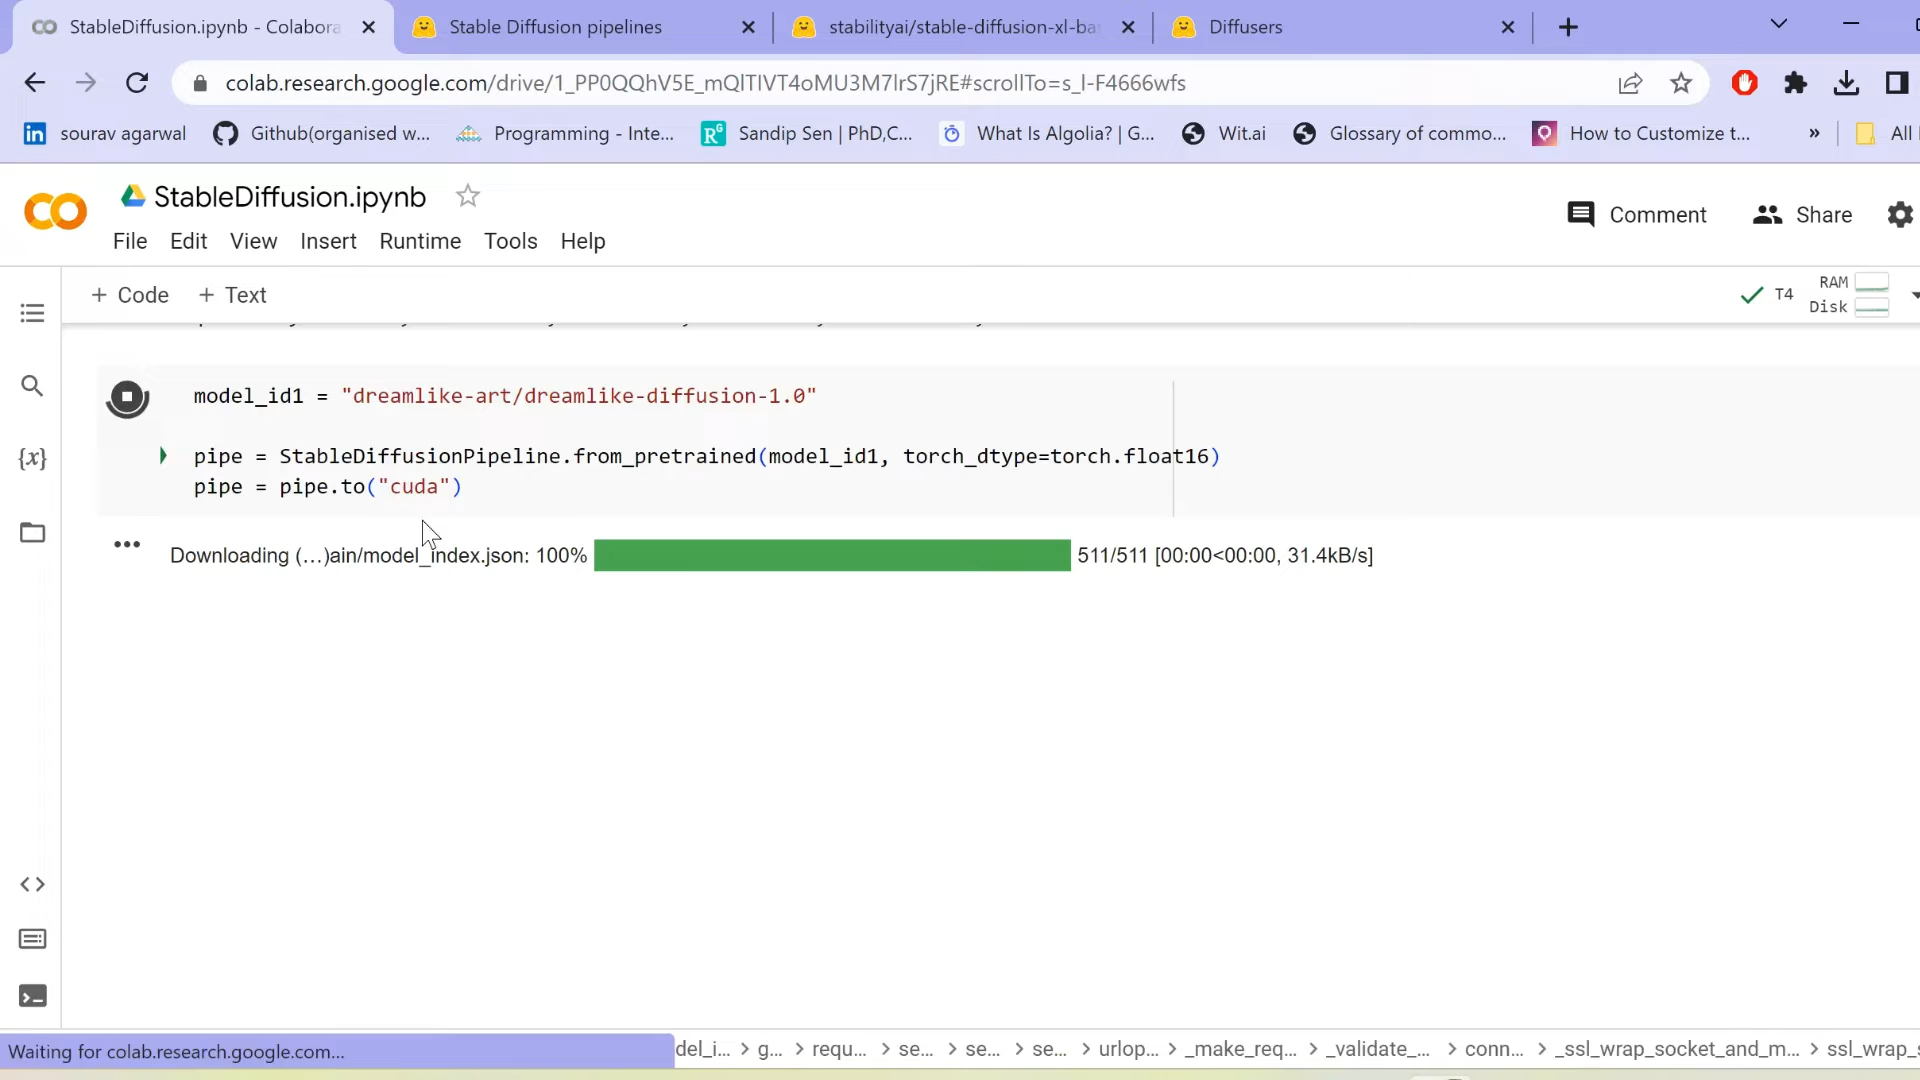 StableDiffusion.ipynb - Colabora
Stable Diffusion pipelines
stabilityai/stable-diffusion-xl-ba
Diffusers
colab.research.google.com/drive/1_PP0QQhV5E_mQlTIVT4oMU3M7lrS7jRE#scrollTo=s_l-F4666wfs
sourav agarwal
Github(organised w...
Programming - Inte...
Sandip Sen | PhD,C...
What Is Algolia? | G...
Wit.ai
Glossary of commo...
How to Customize t...
»
All
StableDiffusion.ipynb
Comment
Share
File Edit View Insert Runtime Tools Help
+ Code + Text
T4
RAM
Disk
model_id1 = "dreamlike-art/dreamlike-diffusion-1.0"
pipe = StableDiffusionPipeline.from_pretrained(model_id1, torch_dtype=torch.float16)
pipe = pipe.to("cuda")
Downloading (…)ain/model_index.json: 100% 511/511 [00:00<00:00, 31.4kB/s]
{x}
Waiting for colab.research.google.com...
del_i... > g... > requ... > se... > se... > se... > urlop... > _make_req... > _validate_... > conn... > _ssl_wrap_socket_and_m... > ssl_wrap_s